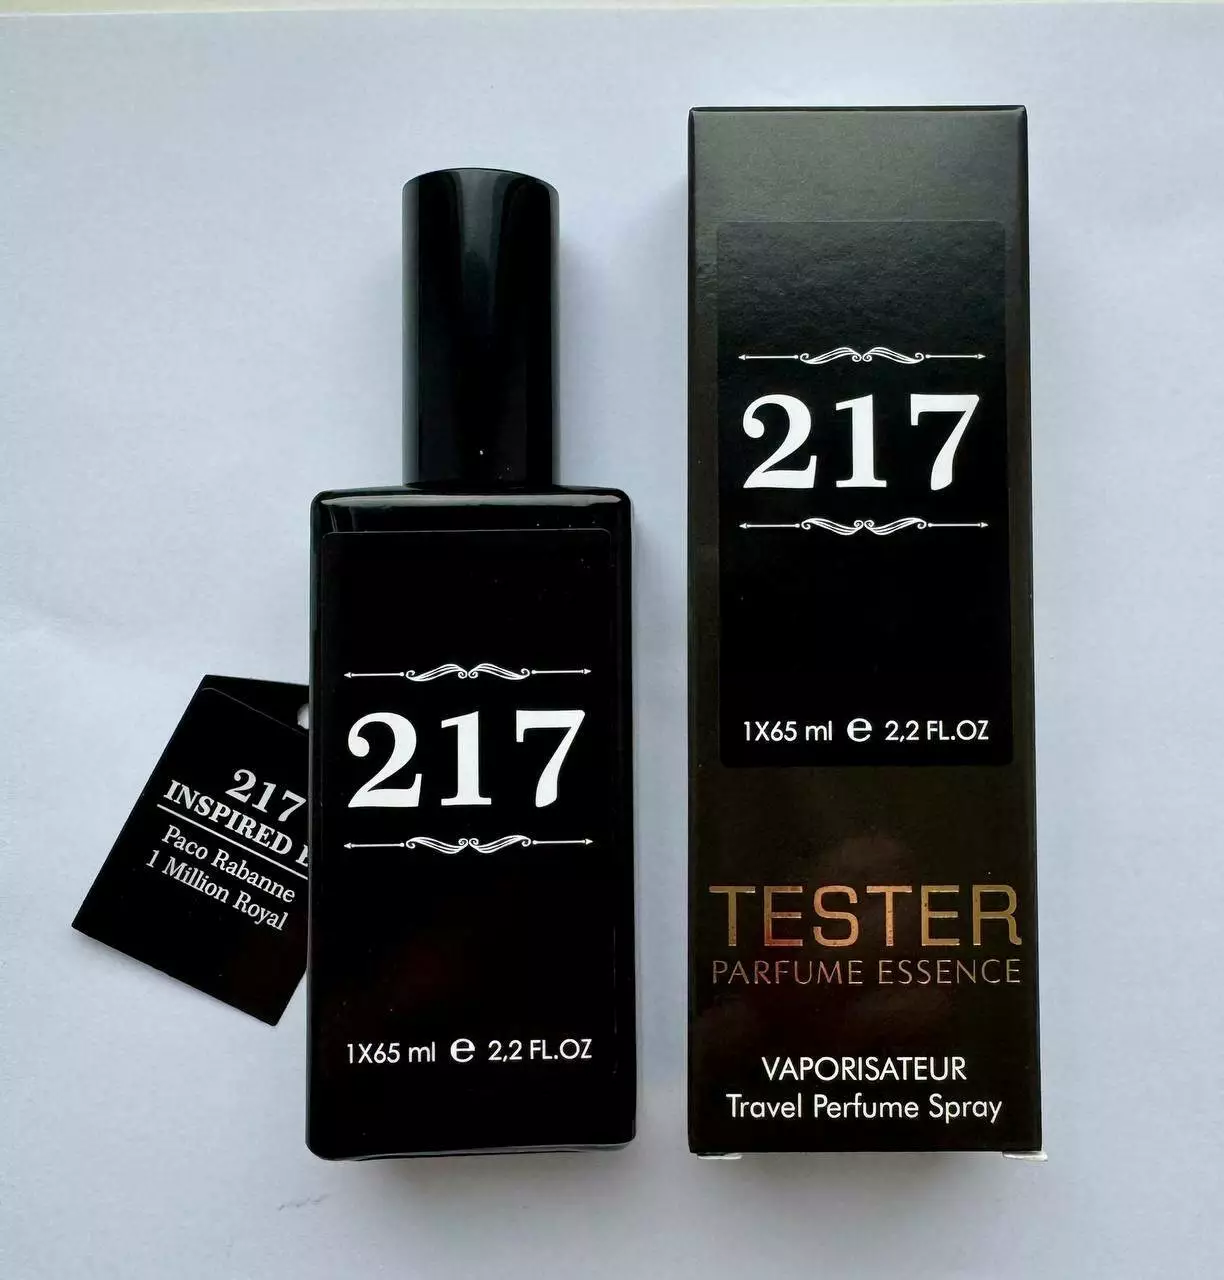 217
INSPIRED
Paco Rabanne
1 Million Royal
217
1X65 ml e 2,2 FL.OZ
217
1X65 ml e 2,2 FL.OZ
TESTER
PARFUME ESSENCE
VAPORISATEUR
Travel Perfume Spray